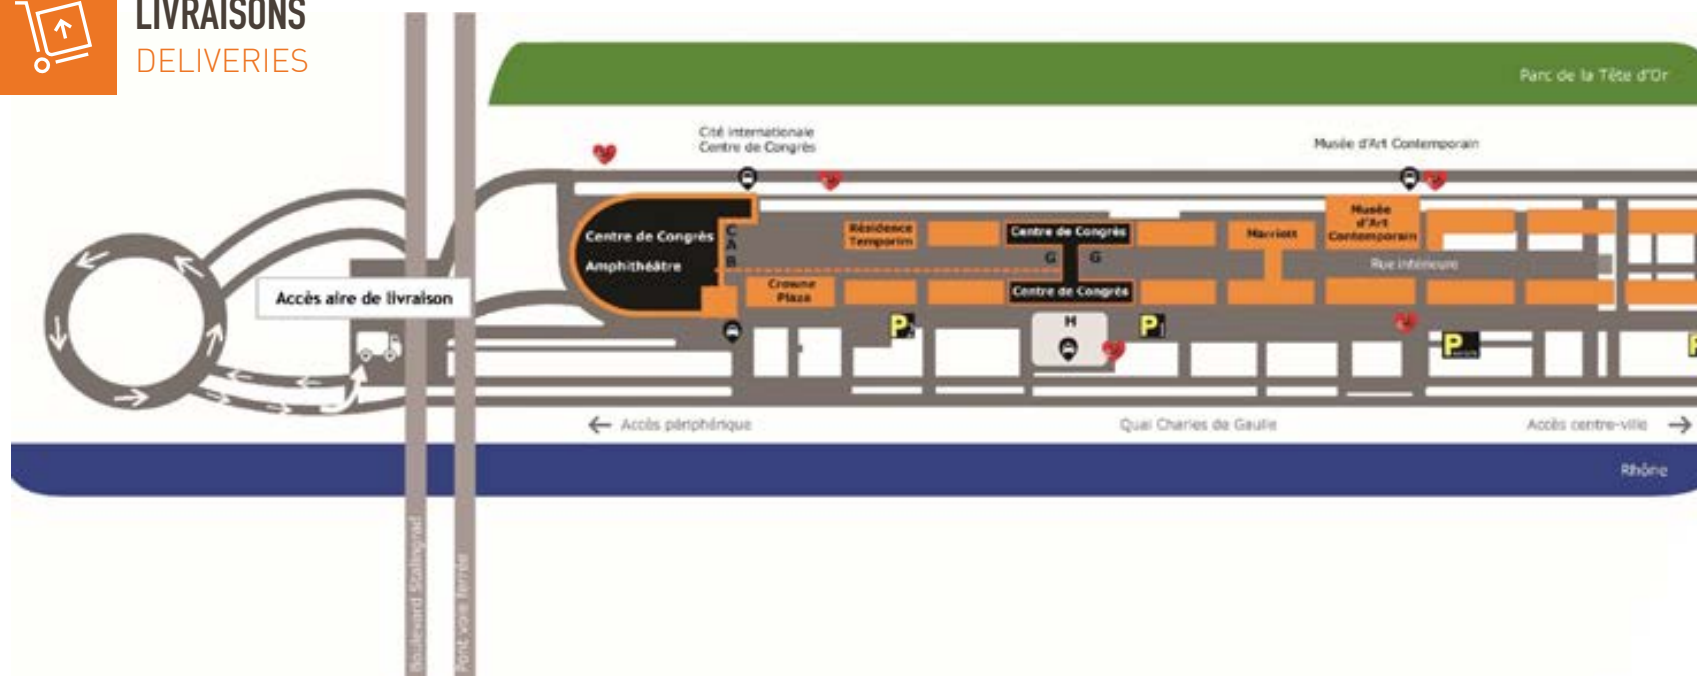 LIVRAISONS
DELIVERIES
Parc de la Tête d'Or
Cité internationale
Centre de Congrès
Musée d'Art Contemporain
Centre de Congrès
Amphithéâtre
C
A
B
Résidence
Temporim
Centre de Congrès
Marriott
Musée
d'Art
Contemporain
G
G
Rue intérieure
Crowne
Plaza
Centre de Congrès
Accès aire de livraison
P
H
P
P
P
Accès périphérique
Quai Charles de Gaulle
Accès centre-ville
Rhône
Boulevard Stalingrad
Pont voie ferrée